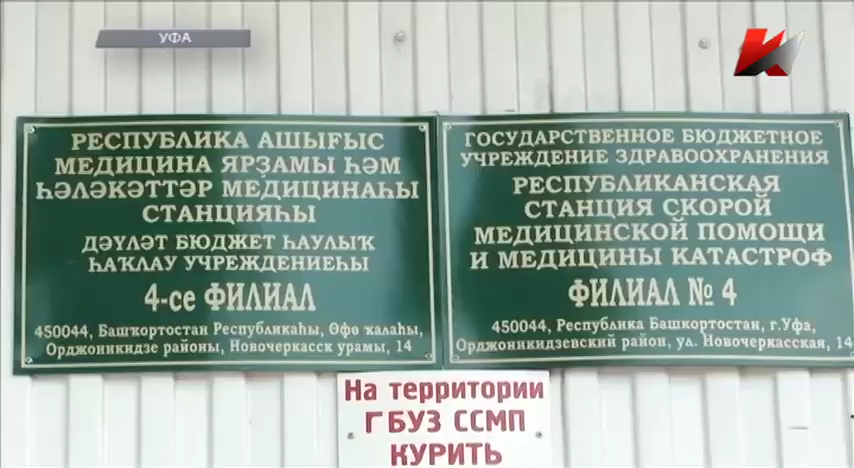 УФА
РЕСПУБЛИКА АШЫҒЫС
МЕДИЦИНА ЯРҘАМЫ ҺӘМ
ҺӘЛӘКӘТТӘР МЕДИЦИНАҺЫ
СТАНЦИЯҺЫ
ДӘҮЛӘТ БЮДЖЕТ ҺАУЛЫҠ
ҺАҠЛАУ УЧРЕЖДЕНИЕҺЫ
4-се ФИЛИАЛ
450044, Башҡортостан Республикаһы, Өфө ҡалаһы,
Орджоникидзе районы, Новочеркасск урамы, 14
ГОСУДАРСТВЕННОЕ БЮДЖЕТНОЕ
УЧРЕЖДЕНИЕ ЗДРАВООХРАНЕНИЯ
РЕСПУБЛИКАНСКАЯ
СТАНЦИЯ СКОРОЙ
МЕДИЦИНСКОЙ ПОМОЩИ
И МЕДИЦИНЫ КАТАСТРОФ
ФИЛИАЛ № 4
450044, Республика Башкортостан, г.Уфа,
Орджоникидзевский район, ул. Новочеркасская, 14
На территории
ГБУЗ ССМП
КУРИТЬ